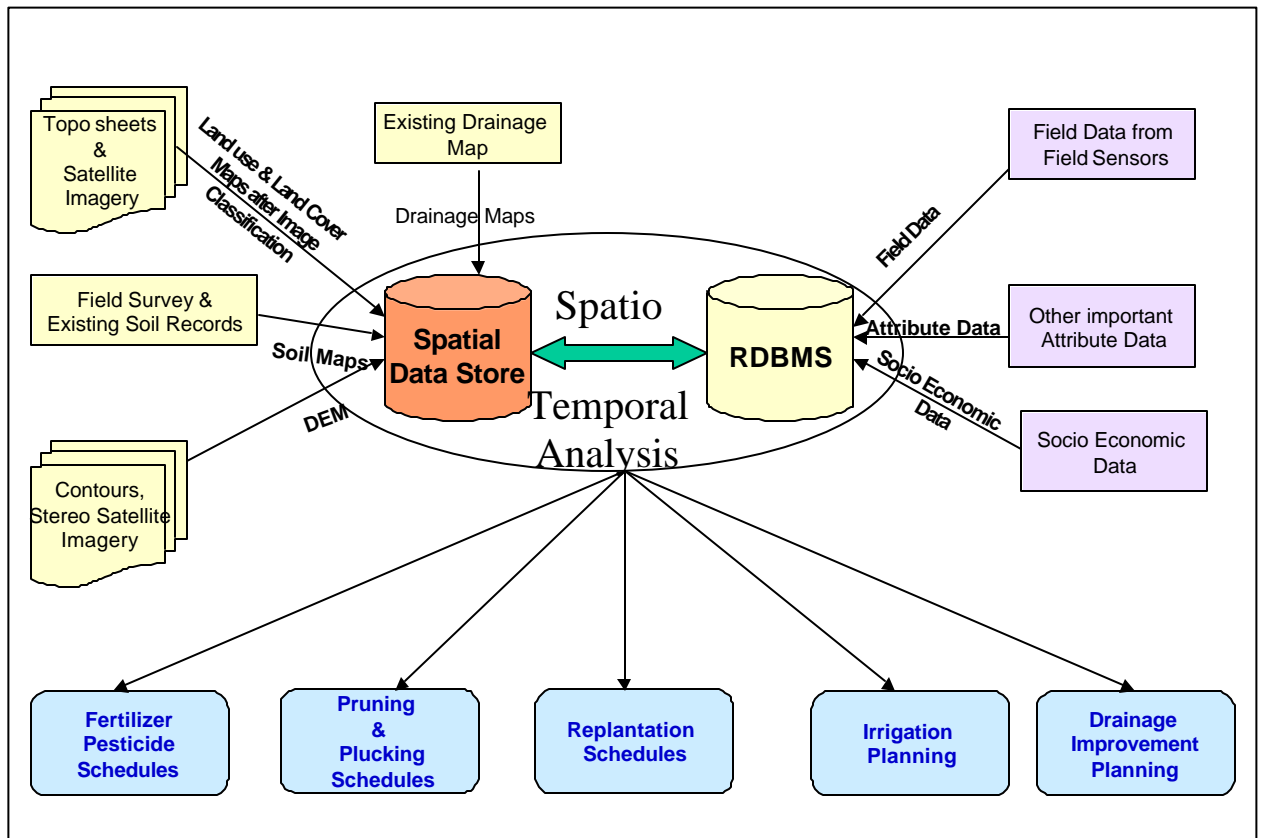 Topo sheets
&
Satellite
Imagery
Land use & Land Cover
Maps after Image
Classification
Existing Drainage
Map
Drainage Maps
Field Data from
Field Sensors
Field Data
Field Survey &
Existing Soil Records
Soil Maps
Spatial
Data Store
Spatio
Temporal
Analysis
RDBMS
Attribute Data
Other important
Attribute Data
Socio Economic
Data
Socio Economic
Data
DEM
Contours,
Stereo Satellite
Imagery
Fertilizer
Pesticide
Schedules
Pruning
&
Plucking
Schedules
Replantation
Schedules
Irrigation
Planning
Drainage
Improvement
Planning